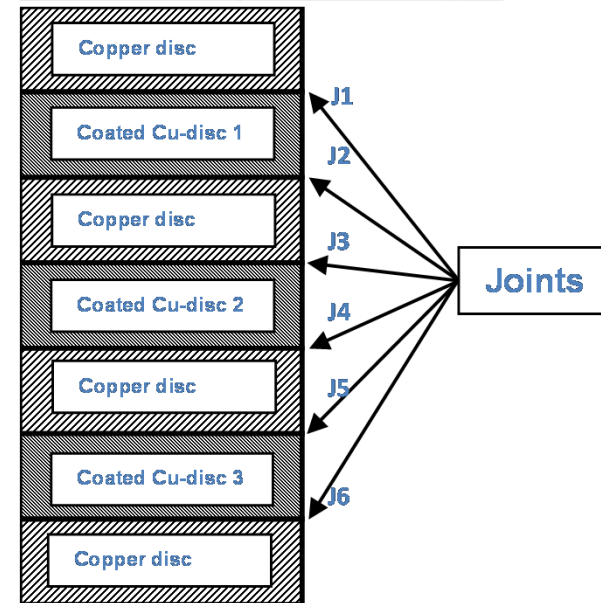 Copper disc
J1
Coated Cu-disc 1
J2
Copper disc
J3
Joints
Coated Cu-disc 2
J4
Copper disc
J5
Coated Cu-disc 3
J6
Copper disc